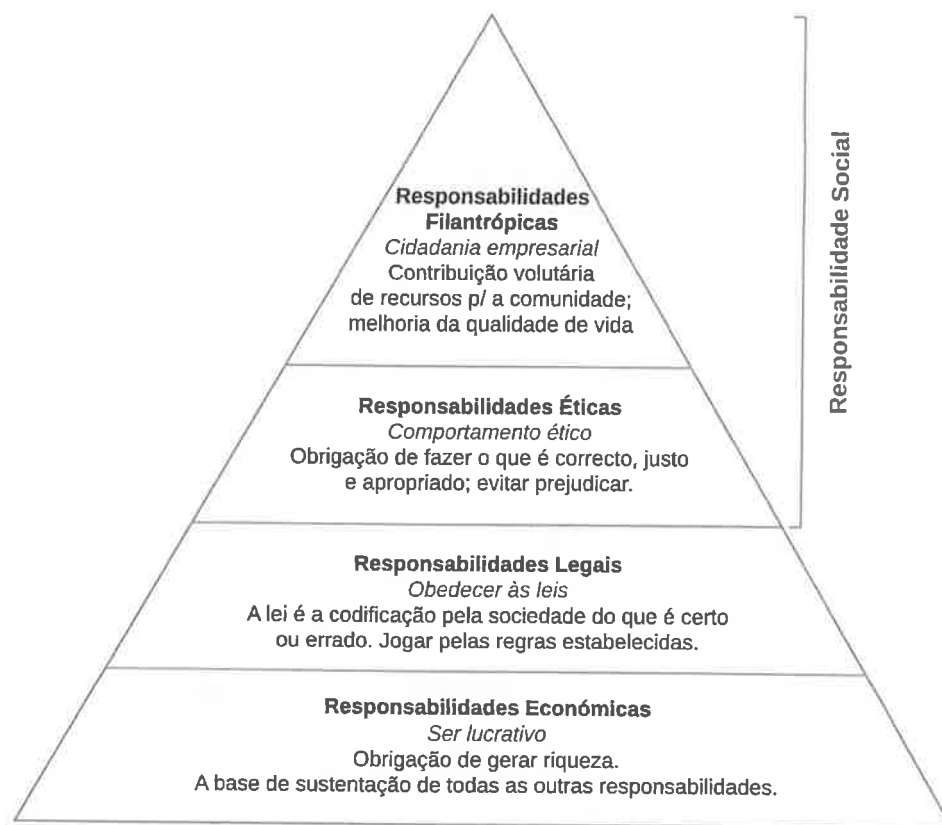 Responsabilidades
Filantrópicas
Cidadania empresarial
Contribuição volutária
de recursos p/ a comunidade;
melhoria da qualidade de vida
Responsabilidades Éticas
Comportamento ético
Obrigação de fazer o que é correcto, justo
e apropriado; evitar prejudicar.
Responsabilidades Legais
Obedecer às leis
A lei é a codificação pela sociedade do que é certo
ou errado. Jogar pelas regras estabelecidas.
Responsabilidades Económicas
Ser lucrativo
Obrigação de gerar riqueza.
A base de sustentação de todas as outras responsabilidades.
Responsabilidade Social